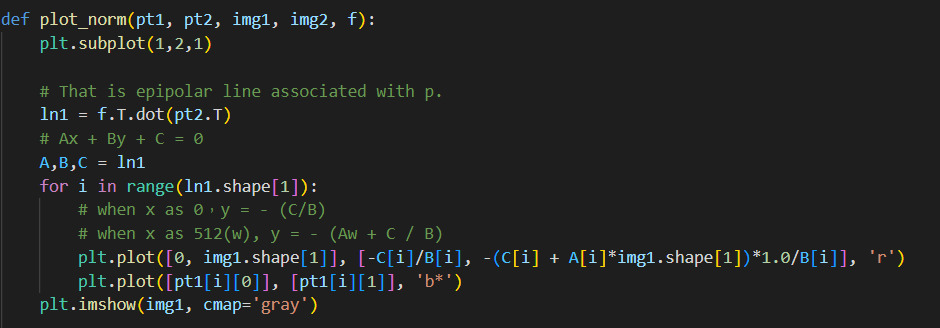 def plot_norm(pt1, pt2, img1, img2, f):
    plt.subplot(1,2,1)

    # That is epipolar line associated with p.
    ln1 = f.T.dot(pt2.T)
    # Ax + By + C = 0
    A,B,C = ln1
    for i in range(ln1.shape[1]):
        # when x as 0，y = - (C/B)
        # when x as 512(w), y = - (Aw + C / B)
        plt.plot([0, img1.shape[1]], [-C[i]/B[i], -(C[i] + A[i]*img1.shape[1])*1.0/B[i]], 'r')
        plt.plot([pt1[i][0]], [pt1[i][1]], 'b*')
    plt.imshow(img1, cmap='gray')